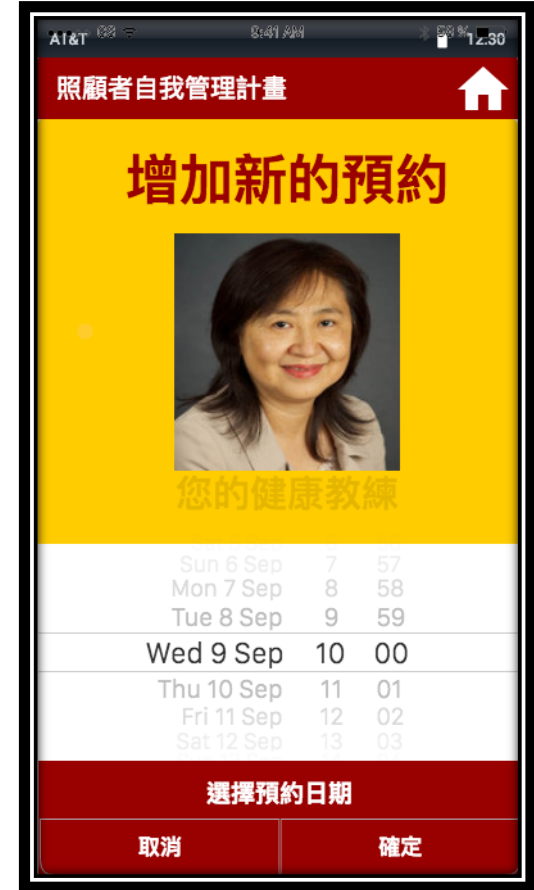 AT&T 9:41 AM 12:30
照顧者自我管理計畫
增加新的預約
您的健康教練
Sun 6 Sep 7 57
Mon 7 Sep 8 58
Tue 8 Sep 9 59
Wed 9 Sep 10 00
Thu 10 Sep 11 01
Fri 11 Sep 12 02
Sat 12 Sep 13 03
選擇預約日期
取消 確定